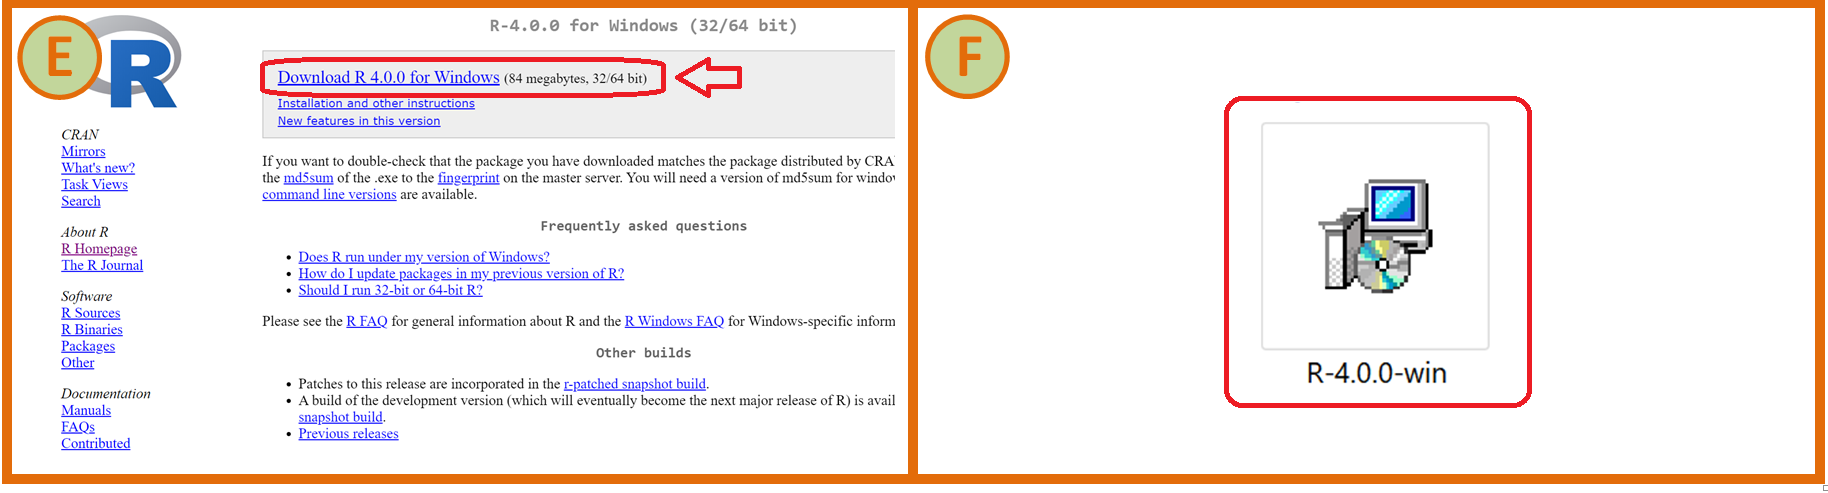 E
R
R-4.0.0 for Windows (32/64 bit)
Download R 4.0.0 for Windows (84 megabytes, 32/64 bit)
Installation and other instructions
New features in this version
CRAN
Mirrors
What's new?
Task Views
Search
About R
R Homepage
The R Journal
Software
R Sources
R Binaries
Packages
Other
Documentation
Manuals
FAQs
Contributed
If you want to double-check that the package you have downloaded matches the package distributed by CRA
the md5sum of the .exe to the fingerprint on the master server. You will need a version of md5sum for windo
command line versions are available.
Frequently asked questions
Does R run under my version of Windows?
How do I update packages in my previous version of R?
Should I run 32-bit or 64-bit R?
Please see the R FAQ for general information about R and the R Windows FAQ for Windows-specific inform
Other builds
Patches to this release are incorporated in the r-patched snapshot build.
A build of the development version (which will eventually become the next major release of R) is avail
snapshot build.
Previous releases
F
R-4.0.0-win